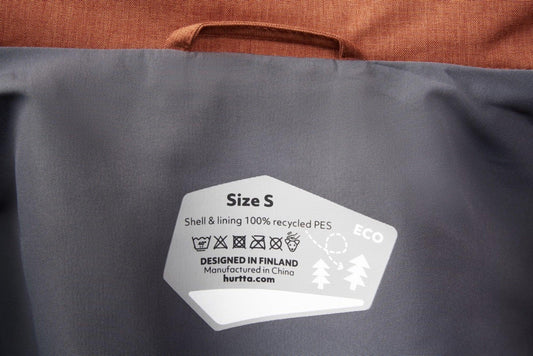 Size S
Shell & lining 100% recycled PES
ECO
DESIGNED IN FINLAND
Manufactured in China
hurtta.com